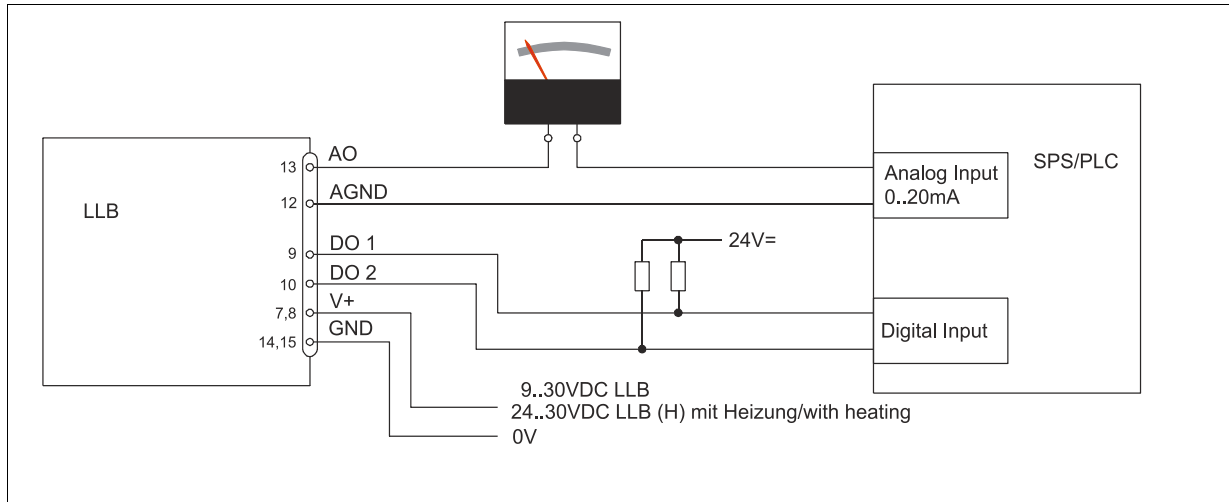 LLB
13
AO
12
AGND
9
DO 1
10
DO 2
7,8
V+
14,15
GND
24V=
SPS/PLC
Analog Input
0..20mA
Digital Input
9..30VDC LLB
24..30VDC LLB (H) mit Heizung/with heating
0V